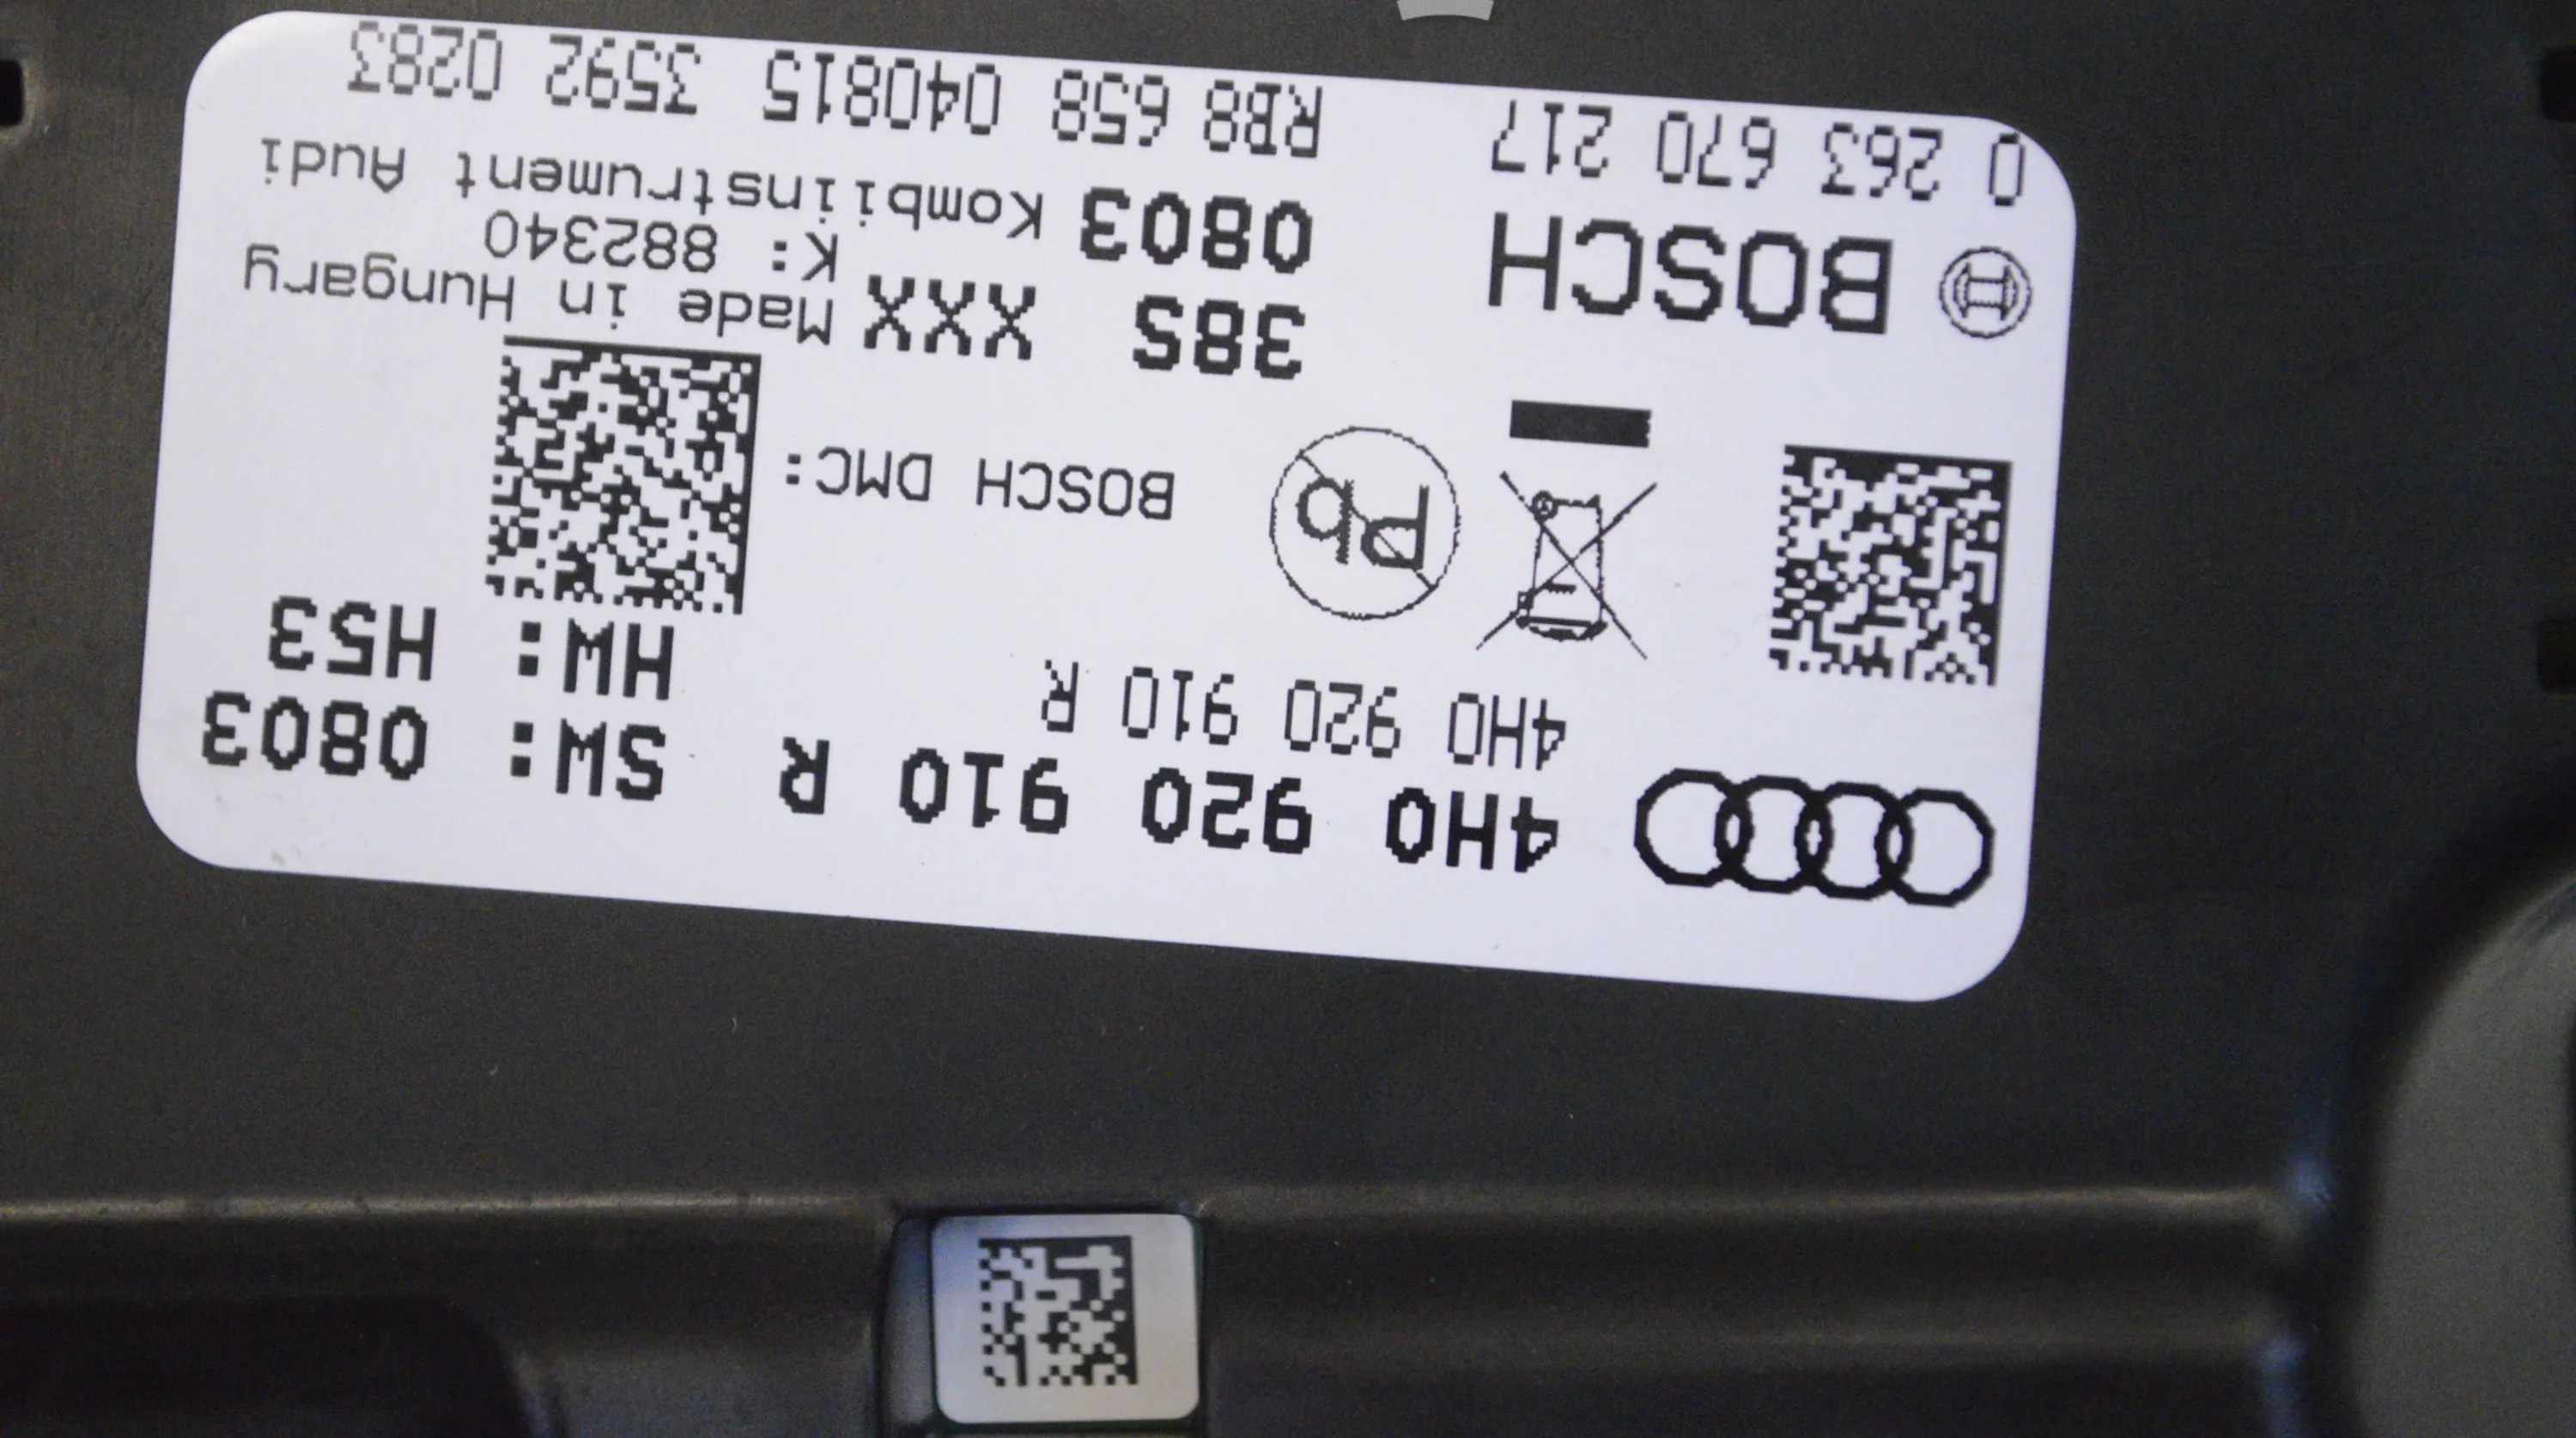 4H0 920 910 R SW: 0803
4H0 920 910 R HW: H53
Pb BOSCH DMC:
38S XXX Made in Hungary
K: 882340
BOSCH 0803 Kombiinstrument Audi
0 263 670 217 RB8 658 040815 3592 0283